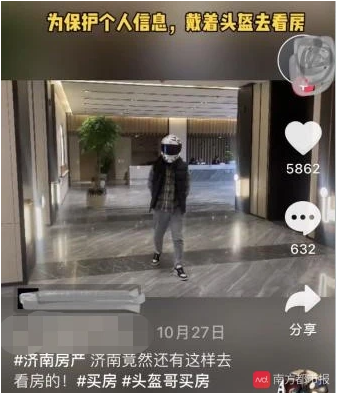 为保护个人信息，戴着头盔去看房
5862
632
分享
10月27日
#济南房产 济南竟然还有这样去
看房的！#买房 #头盔哥买房
南方都市报